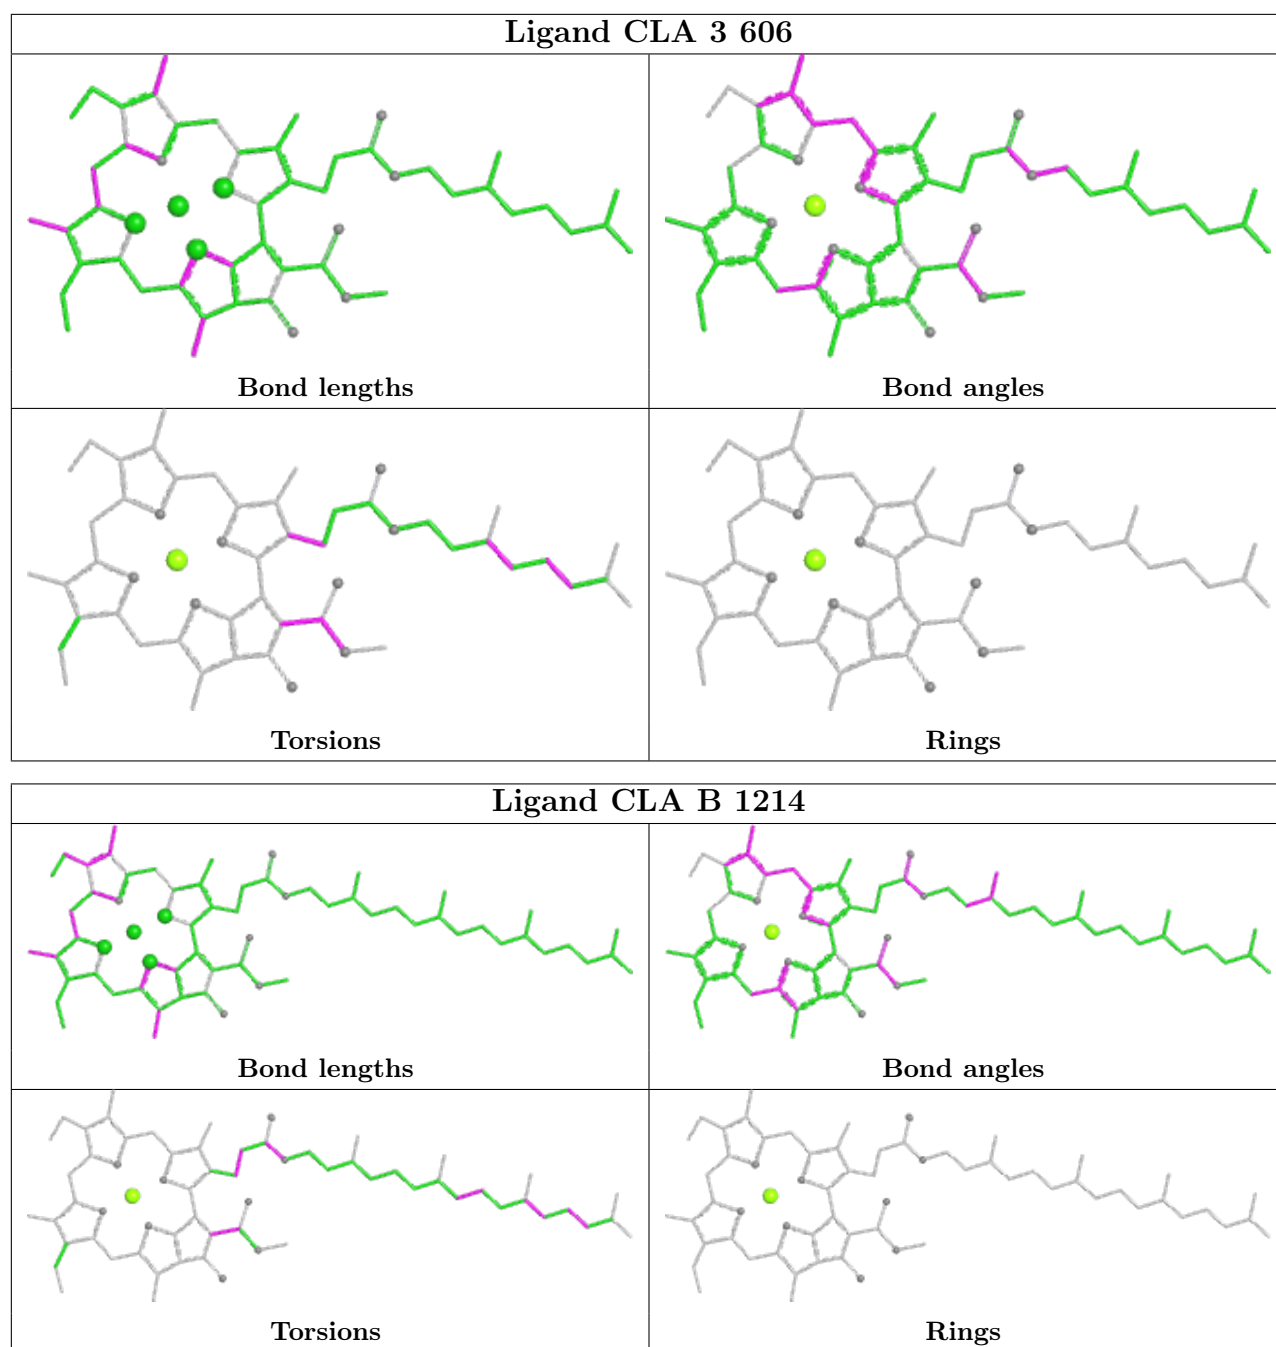 Ligand CLA 3 606
Bond lengths
Bond angles
Torsions
Rings
Ligand CLA B 1214
Bond lengths
Bond angles
Torsions
Rings